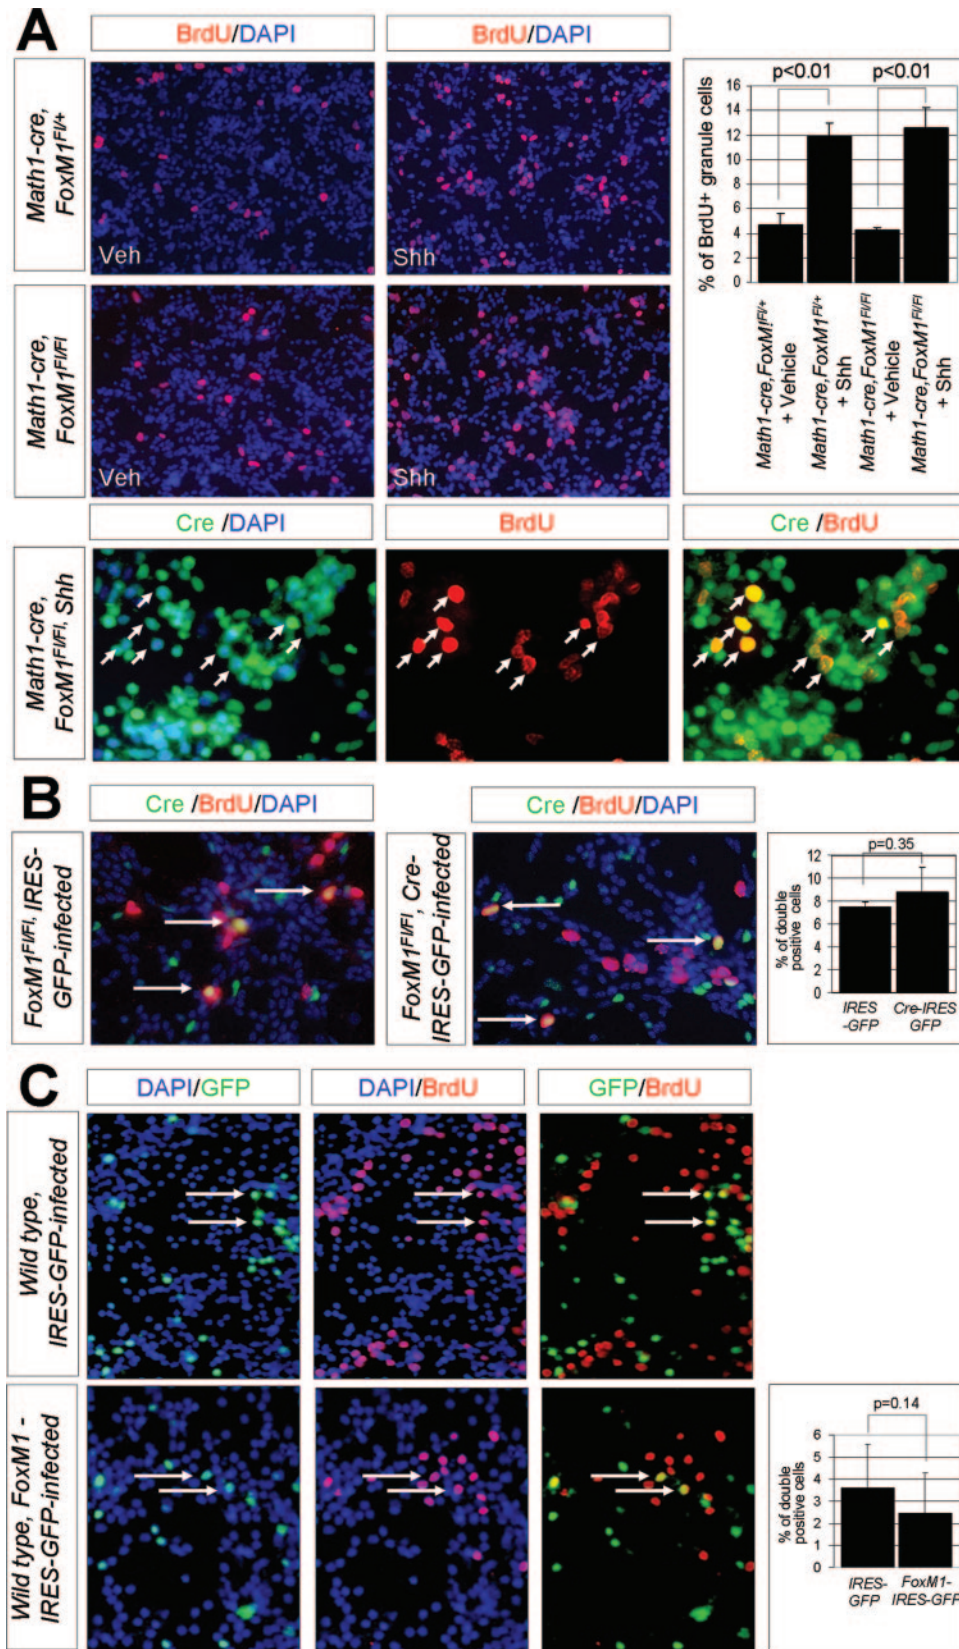 A
BrdU/DAPI
BrdU/DAPI
Math1-cre,
FoxM1Fl/+
Veh
Shh
p<0.01
p<0.01
% of BrdU+ granule cells
16
14
12
10
8
6
4
2
0
Math1-cre,FoxM!Fl/+
+ Vehicle
Math1-cre,FoxM1Fl/+
+ Shh
Math1-cre,FoxM1Fl/Fl
+ Vehicle
Math1-cre,FoxM1Fl/Fl
+ Shh
Math1-cre,
FoxM1Fl/Fl
Veh
Shh
Cre /DAPI
BrdU
Cre /BrdU
Math1-cre,
FoxM1Fl/Fl, Shh
B
Cre /BrdU/DAPI
Cre /BrdU/DAPI
FoxM1Fl/Fl, IRES-
GFP-infected
FoxM1Fl/Fl, Cre-
IRES-GFP-infected
p=0.35
% of double
positive cells
12
10
8
6
4
2
0
IRES
-GFP
Cre-IRES
GFP
C
DAPI/GFP
DAPI/BrdU
GFP/BrdU
Wild type,
IRES-GFP-infected
Wild type, FoxM1 -
IRES-GFP-infected
p=0.14
% of double
positive cells
6
5
4
3
2
1
0
IRES-
GFP
FoxM1-
IRES-GFP